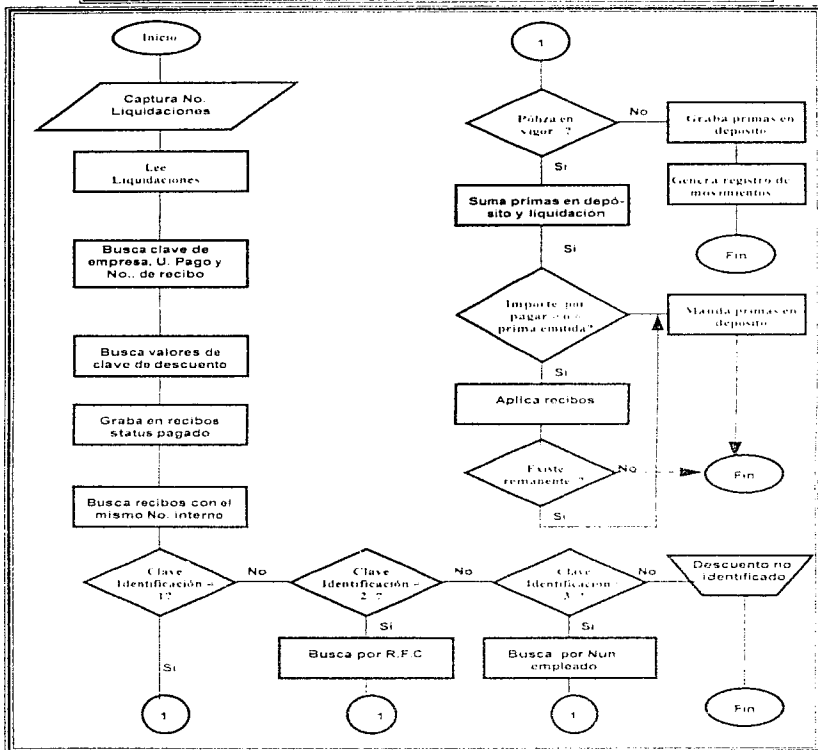 Inicio
Captura No.
Liquidaciones
Lee
Liquidaciones
Busca clave de
empresa, U. Pago y
No.. de recibo
Busca valores de
clave de descuento
Graba en recibos
status pagado
Busca recibos con el
mismo No. interno
Clave
Identificación =
1?
No
Si
1
Clave
Identificación =
2 ?
No
Si
Busca por R.F.C
1
Clave
Identificación =
3 ?
No
Si
Busca por Nun
empleado
1
Descuento no
identificado
Fin
1
Póliza en
vigor ?
No
Si
Graba primas en
deposito
Genera registro de
movimientos
Fin
Suma primas en depó-
sito y liquidación
Si
Importe por
pagar = o
prima emitida?
Si
Manda primas en
deposito
Aplica recibos
Existe
remanente ?
No
Si
Fin